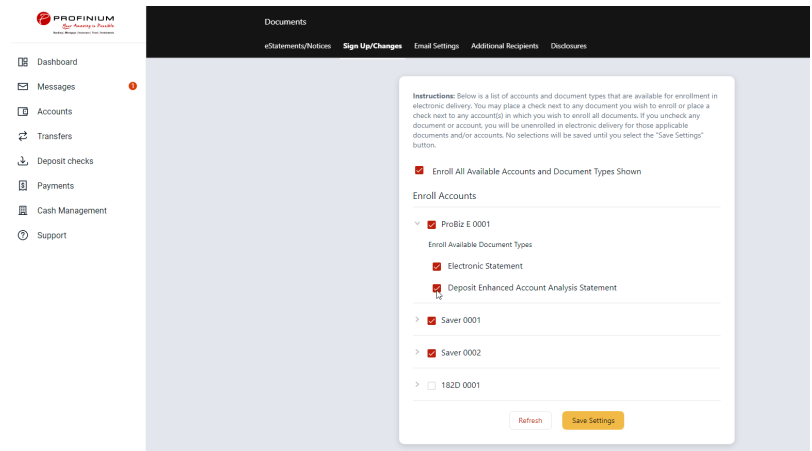 PROFINIUM
Your Amazing is Possible
Documents
eStatements/Notices
Sign Up/Changes
Email Settings
Additional Recipients
Disclosures
Dashboard
Messages
1
Accounts
Transfers
Deposit checks
Payments
Cash Management
Support
Instructions: Below is a list of accounts and document types that are available for enrollment in
electronic delivery. You may place a check next to any document you wish to enroll or place a
check next to any account(s) in which you wish to enroll all documents. If you uncheck any
document or account, you will be unenrolled in electronic delivery for those applicable
documents and/or accounts. No selections will be saved until you select the "Save Settings"
button.
Enroll All Available Accounts and Document Types Shown
Enroll Accounts
ProBiz E 0001
Enroll Available Document Types
Electronic Statement
Deposit Enhanced Account Analysis Statement
Saver 0001
Saver 0002
182D 0001
Refresh
Save Settings